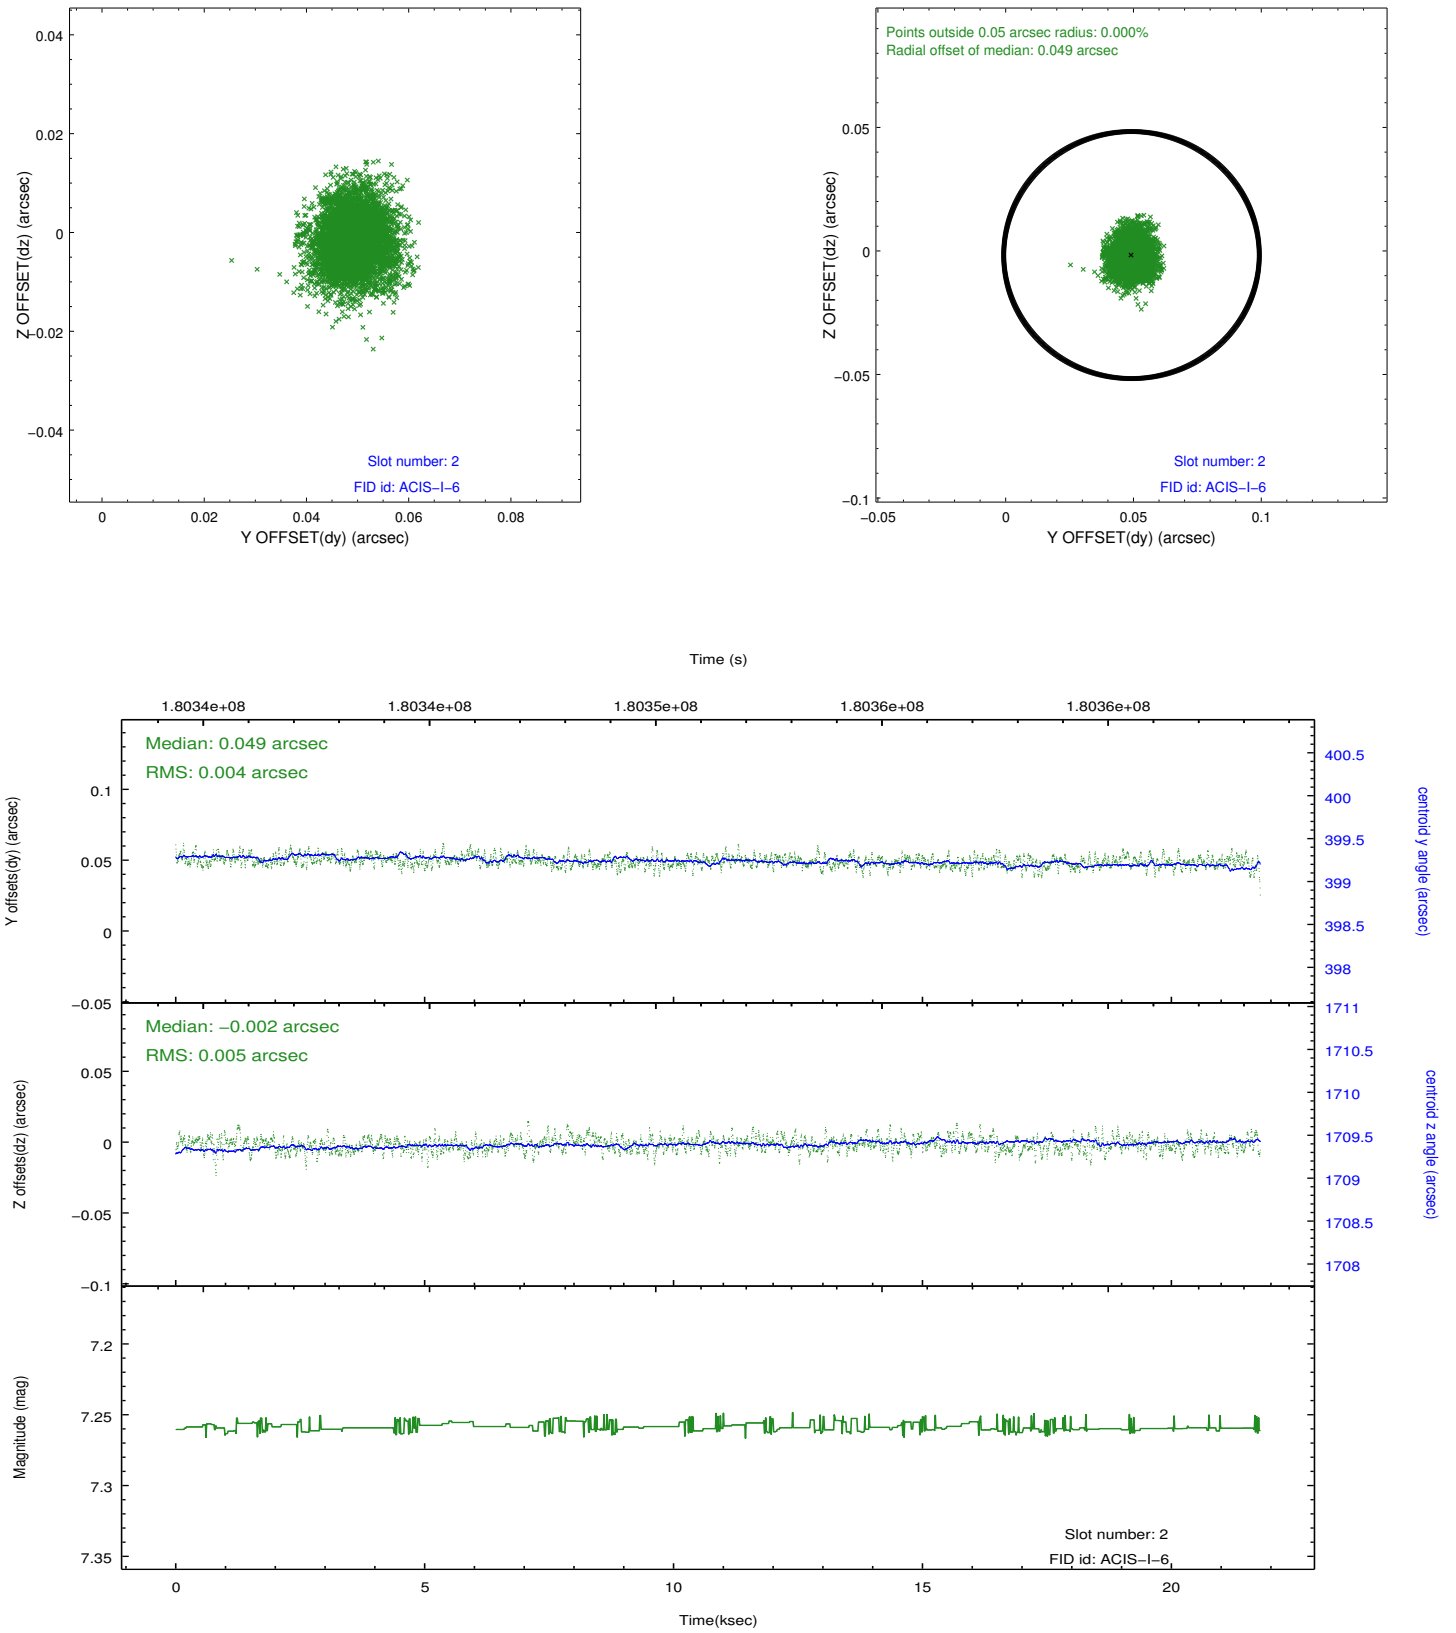 0.04
0.02
0
−0.02
−0.04
Z OFFSET(dz) (arcsec)
Slot number: 2
FID id: ACIS−I−6
0
0.02
0.04
0.06
0.08
Y OFFSET(dy) (arcsec)
Points outside 0.05 arcsec radius: 0.000%
Radial offset of median: 0.049 arcsec
0.05
0
−0.05
−0.1
Z OFFSET(dz) (arcsec)
Slot number: 2
FID id: ACIS−I−6
−0.05
0
0.05
0.1
Y OFFSET(dy) (arcsec)
Time (s)
1.8034e+08
1.8034e+08
1.8035e+08
1.8036e+08
1.8036e+08
Median: 0.049 arcsec
RMS: 0.004 arcsec
0.1
0.05
0
−0.05
Y offsets(dy) (arcsec)
400.5
400
399.5
399
398.5
398
centroid y angle (arcsec)
Median: −0.002 arcsec
RMS: 0.005 arcsec
0.05
0
−0.05
−0.1
Z offsets(dz) (arcsec)
1711
1710.5
1710
1709.5
1709
1708.5
1708
centroid z angle (arcsec)
7.2
7.25
7.3
7.35
Magnitude (mag)
Slot number: 2
FID id: ACIS−I−6
0
5
10
15
20
Time(ksec)